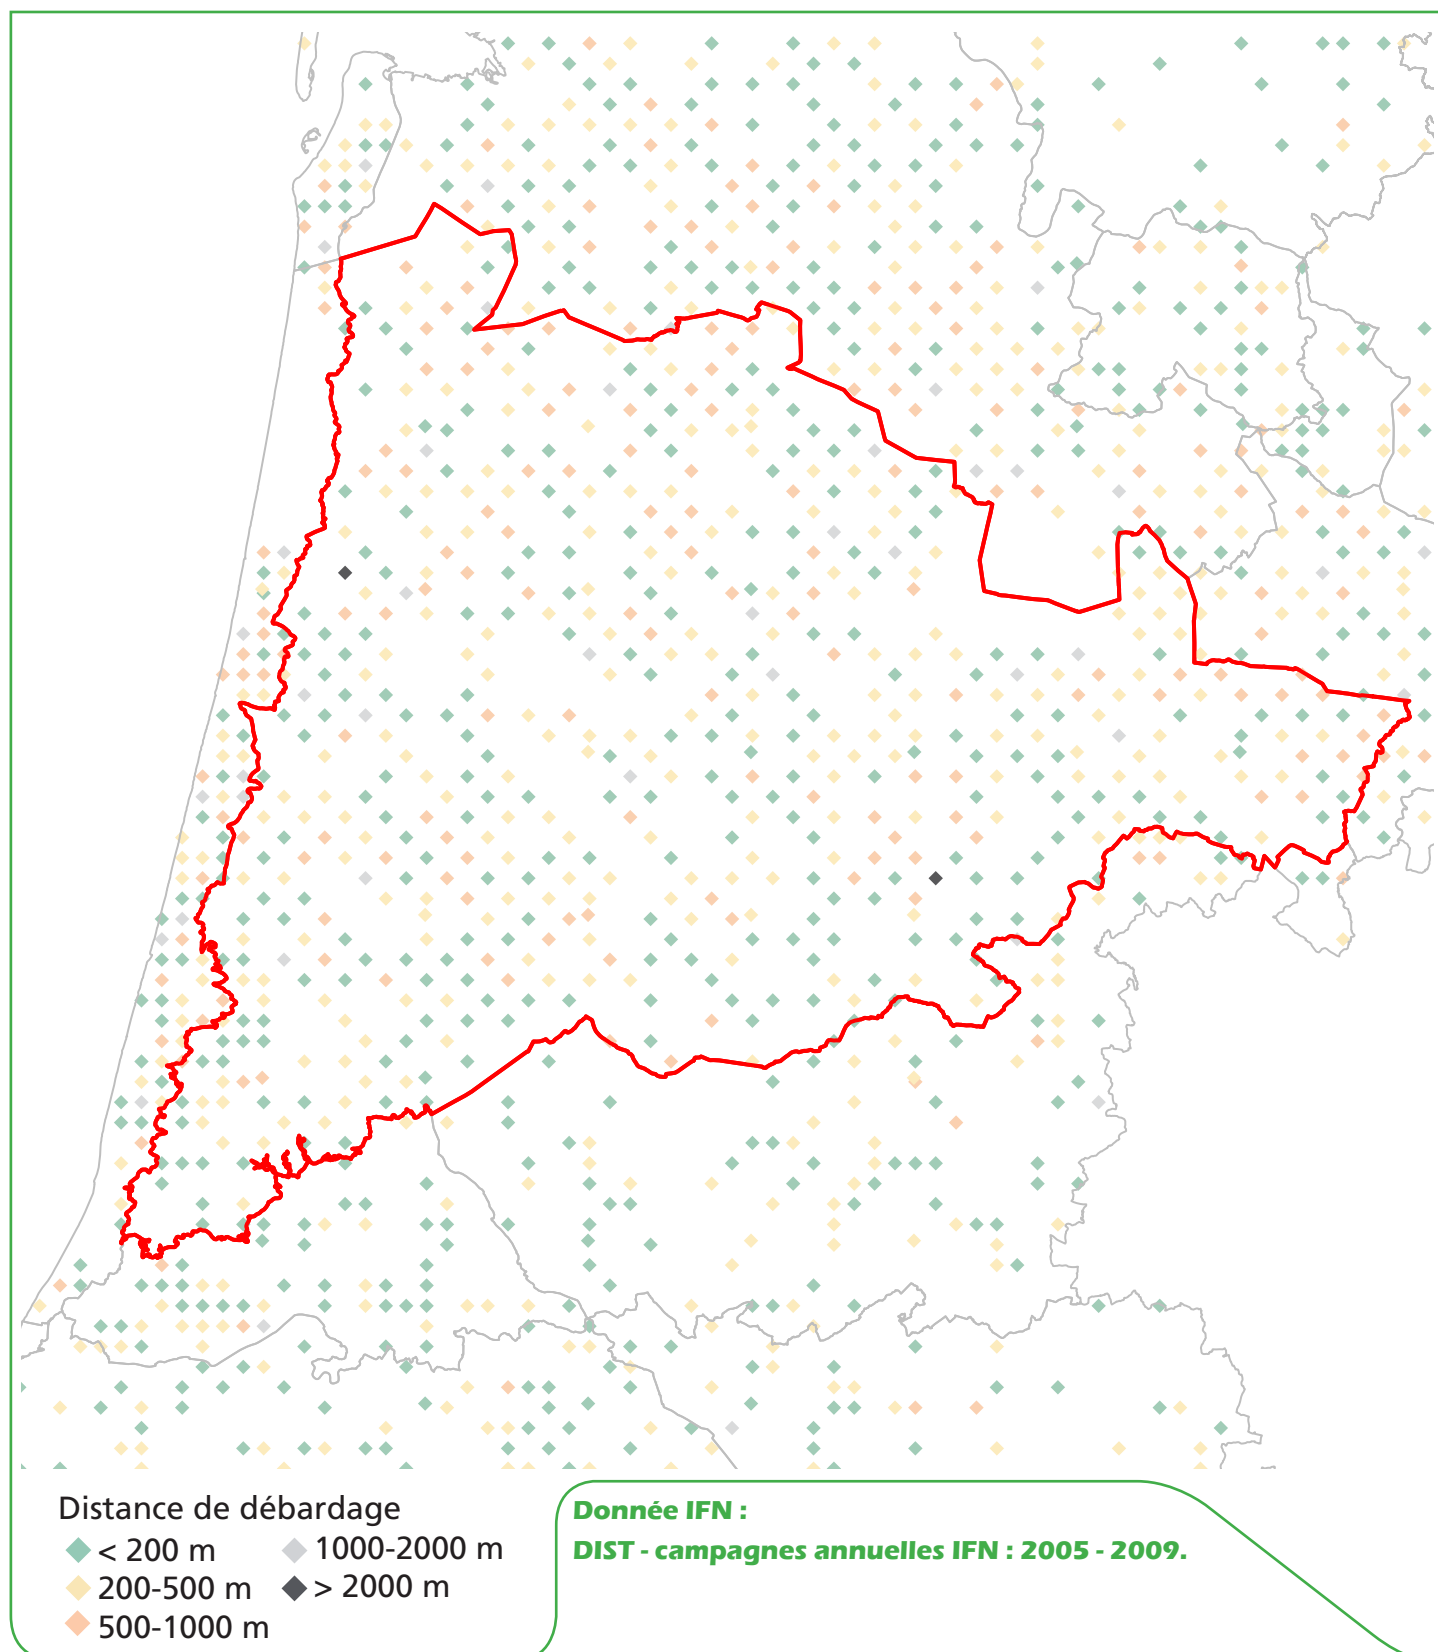 Distance de débardage
< 200 m
200-500 m
500-1000 m
1000-2000 m
> 2000 m
Donnée IFN :
DIST - campagnes annuelles IFN : 2005 - 2009.